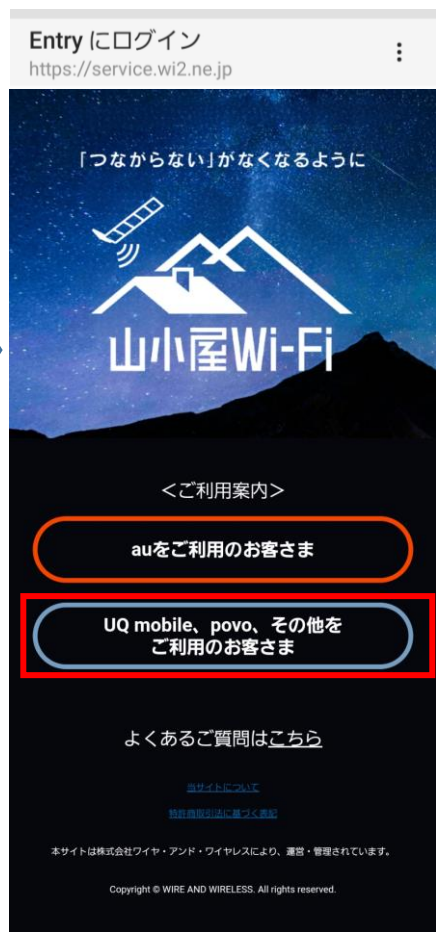 Entry にログイン
https://service.wi2.ne.jp
「つながらない」がなくなるように
山小屋Wi-Fi
＜ご利用案内＞
auをご利用のお客さま
UQ mobile、povo、その他を
ご利用のお客さま
よくあるご質問はこちら
当サイトについて
特許商取引法に基づく表記
本サイトは株式会社ワイヤ・アンド・ワイヤレスにより、運営・管理されています。
Copyright © WIRE AND WIRELESS. All rights reserved.